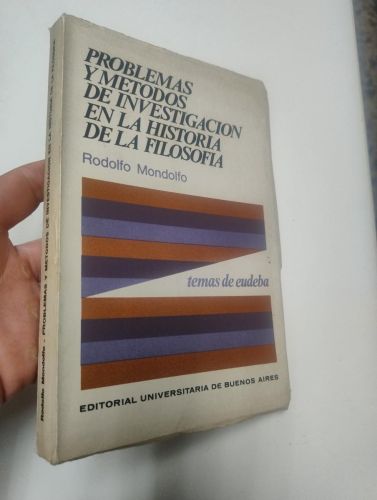 PROBLEMAS
Y METODOS
DE INVESTIGACION
EN LA HISTORIA
DE LA FILOSOFIA
Rodolfo Mondolfo
temas de eudeba
EDITORIAL UNIVERSITARIA DE BUENOS AIRES
Rodolfo Mondolfo - PROBLEMAS Y METODOS DE INVESTIGACION EN LA HISTORIA DE LA FILOSOFIA